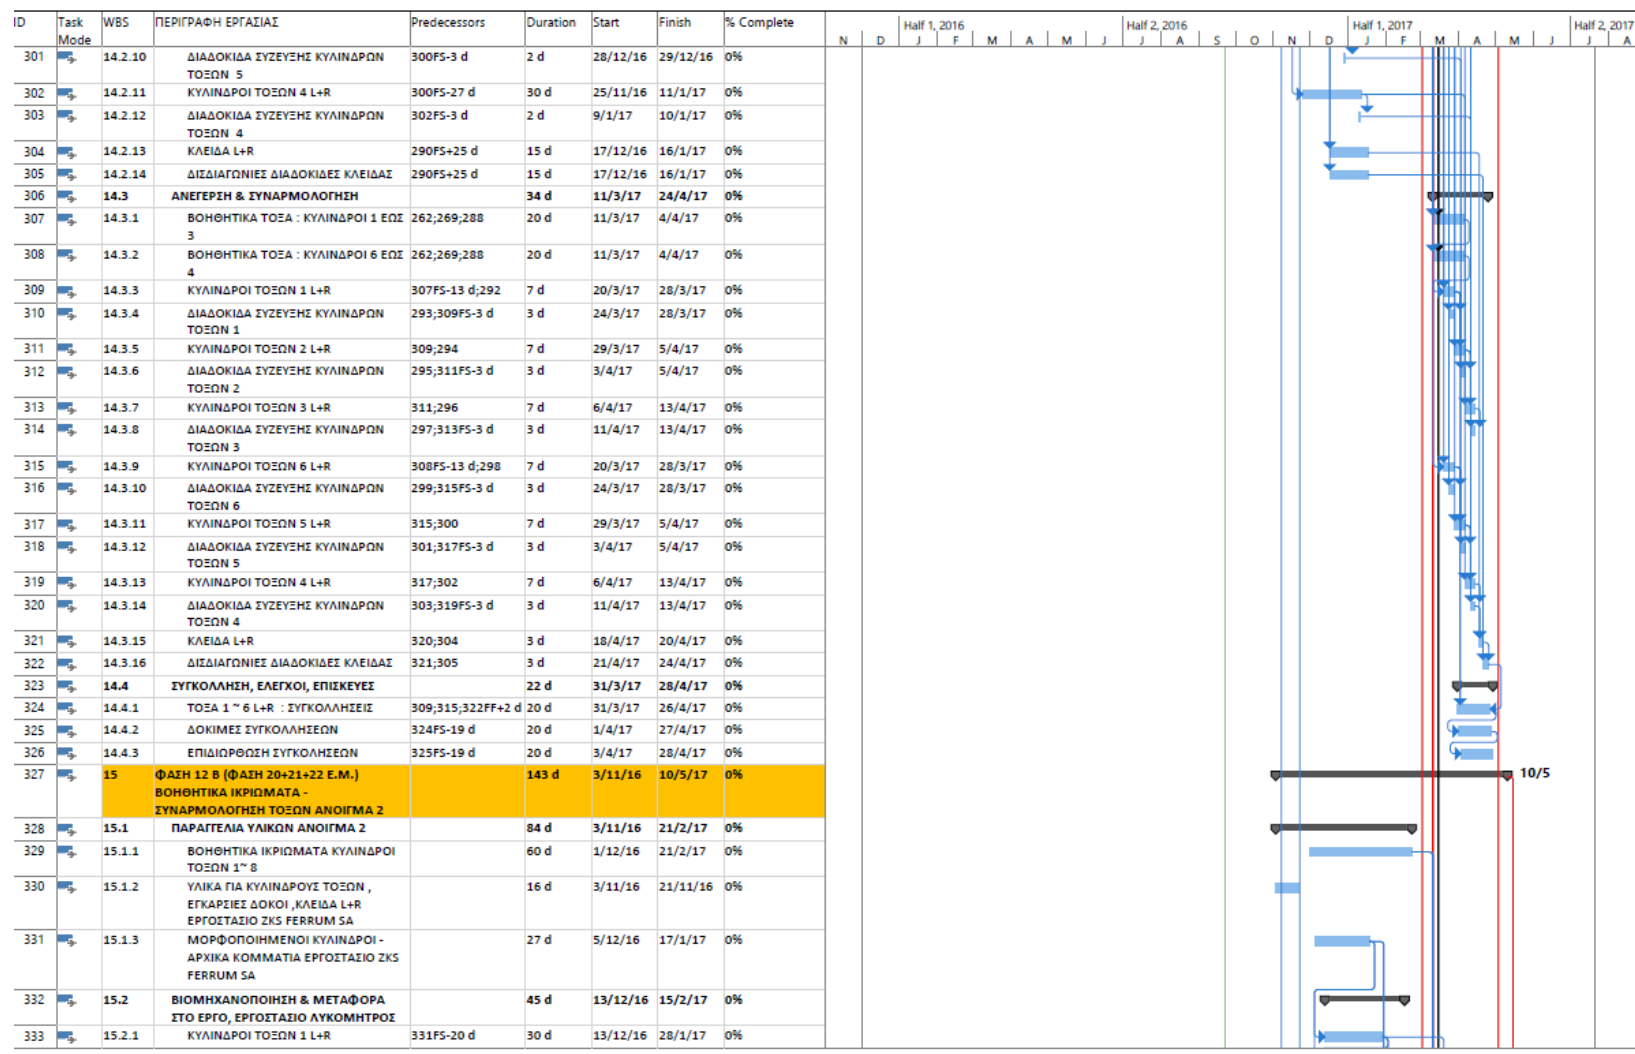 ID Task Mode WBS ΠΕΡΙΓΡΑΦΗ ΕΡΓΑΣΙΑΣ Predecessors Duration Start Finish % Complete
Half 1, 2016 Half 2, 2016 Half 1, 2017 Half 2, 2017
N D J F M A M J J A S O N D J F M A M J J A
301 14.2.10 ΔΙΑΔΟΚΙΔΑ ΣΥΖΕΥΞΗΣ ΚΥΛΙΝΔΡΩΝ 300FS-3 d 2 d 28/12/16 29/12/16 0%
ΤΟΞΩΝ 5
302 14.2.11 ΚΥΛΙΝΔΡΟΙ ΤΟΞΩΝ 4 L+R 300FS-27 d 30 d 25/11/16 11/1/17 0%
303 14.2.12 ΔΙΑΔΟΚΙΔΑ ΣΥΖΕΥΞΗΣ ΚΥΛΙΝΔΡΩΝ 302FS-3 d 2 d 9/1/17 10/1/17 0%
ΤΟΞΩΝ 4
304 14.2.13 ΚΛΕΙΔΑ L+R 290FS+25 d 15 d 17/12/16 16/1/17 0%
305 14.2.14 ΔΙΣΔΙΑΓΩΝΙΕΣ ΔΙΑΔΟΚΙΔΕΣ ΚΛΕΙΔΑΣ 290FS+25 d 15 d 17/12/16 16/1/17 0%
306 14.3 ΑΝΕΓΕΡΣΗ & ΣΥΝΑΡΜΟΛΟΓΗΣΗ 34 d 11/3/17 24/4/17 0%
307 14.3.1 ΒΟΗΘΗΤΙΚΑ ΤΟΞΑ : ΚΥΛΙΝΔΡΟΙ 1 ΕΩΣ 262;269;288 20 d 11/3/17 4/4/17 0%
3
308 14.3.2 ΒΟΗΘΗΤΙΚΑ ΤΟΞΑ : ΚΥΛΙΝΔΡΟΙ 6 ΕΩΣ 262;269;288 20 d 11/3/17 4/4/17 0%
4
309 14.3.3 ΚΥΛΙΝΔΡΟΙ ΤΟΞΩΝ 1 L+R 307FS-13 d;292 7 d 20/3/17 28/3/17 0%
310 14.3.4 ΔΙΑΔΟΚΙΔΑ ΣΥΖΕΥΞΗΣ ΚΥΛΙΝΔΡΩΝ 293;309FS-3 d 3 d 24/3/17 28/3/17 0%
ΤΟΞΩΝ 1
311 14.3.5 ΚΥΛΙΝΔΡΟΙ ΤΟΞΩΝ 2 L+R 309;294 7 d 29/3/17 5/4/17 0%
312 14.3.6 ΔΙΑΔΟΚΙΔΑ ΣΥΖΕΥΞΗΣ ΚΥΛΙΝΔΡΩΝ 295;311FS-3 d 3 d 3/4/17 5/4/17 0%
ΤΟΞΩΝ 2
313 14.3.7 ΚΥΛΙΝΔΡΟΙ ΤΟΞΩΝ 3 L+R 311;296 7 d 6/4/17 13/4/17 0%
314 14.3.8 ΔΙΑΔΟΚΙΔΑ ΣΥΖΕΥΞΗΣ ΚΥΛΙΝΔΡΩΝ 297;313FS-3 d 3 d 11/4/17 13/4/17 0%
ΤΟΞΩΝ 3
315 14.3.9 ΚΥΛΙΝΔΡΟΙ ΤΟΞΩΝ 6 L+R 308FS-13 d;298 7 d 20/3/17 28/3/17 0%
316 14.3.10 ΔΙΑΔΟΚΙΔΑ ΣΥΖΕΥΞΗΣ ΚΥΛΙΝΔΡΩΝ 299;315FS-3 d 3 d 24/3/17 28/3/17 0%
ΤΟΞΩΝ 6
317 14.3.11 ΚΥΛΙΝΔΡΟΙ ΤΟΞΩΝ 5 L+R 315;300 7 d 29/3/17 5/4/17 0%
318 14.3.12 ΔΙΑΔΟΚΙΔΑ ΣΥΖΕΥΞΗΣ ΚΥΛΙΝΔΡΩΝ 301;317FS-3 d 3 d 3/4/17 5/4/17 0%
ΤΟΞΩΝ 5
319 14.3.13 ΚΥΛΙΝΔΡΟΙ ΤΟΞΩΝ 4 L+R 317;302 7 d 6/4/17 13/4/17 0%
320 14.3.14 ΔΙΑΔΟΚΙΔΑ ΣΥΖΕΥΞΗΣ ΚΥΛΙΝΔΡΩΝ 303;319FS-3 d 3 d 11/4/17 13/4/17 0%
ΤΟΞΩΝ 4
321 14.3.15 ΚΛΕΙΔΑ L+R 320;304 3 d 18/4/17 20/4/17 0%
322 14.3.16 ΔΙΣΔΙΑΓΩΝΙΕΣ ΔΙΑΔΟΚΙΔΕΣ ΚΛΕΙΔΑΣ 321;305 3 d 21/4/17 24/4/17 0%
323 14.4 ΣΥΓΚΟΛΛΗΣΗ, ΕΛΕΓΧΟΙ, ΕΠΙΣΚΕΥΕΣ 22 d 31/3/17 28/4/17 0%
324 14.4.1 ΤΟΞΑ 1 ~ 6 L+R : ΣΥΓΚΟΛΛΗΣΕΙΣ 309;315;322FF+2 d 20 d 31/3/17 26/4/17 0%
325 14.4.2 ΔΟΚΙΜΕΣ ΣΥΓΚΟΛΛΗΣΕΩΝ 324FS-19 d 20 d 1/4/17 27/4/17 0%
326 14.4.3 ΕΠΙΔΙΟΡΘΩΣΗ ΣΥΓΚΟΛΗΣΕΩΝ 325FS-19 d 20 d 3/4/17 28/4/17 0%
327 15 ΦΑΣΗ 12 Β (ΦΑΣΗ 20+21+22 Ε.Μ.) 143 d 3/11/16 10/5/17 0% 10/5
ΒΟΗΘΗΤΙΚΑ ΙΚΡΙΩΜΑΤΑ -
ΣΥΝΑΡΜΟΛΟΓΗΣΗ ΤΟΞΩΝ ΑΝΟΙΓΜΑ 2
328 15.1 ΠΑΡΑΓΓΕΛΙΑ ΥΛΙΚΩΝ ΑΝΟΙΓΜΑ 2 84 d 3/11/16 21/2/17 0%
329 15.1.1 ΒΟΗΘΗΤΙΚΑ ΙΚΡΙΩΜΑΤΑ ΚΥΛΙΝΔΡΟΙ 60 d 1/12/16 21/2/17 0%
ΤΟΞΩΝ 1~ 8
330 15.1.2 ΥΛΙΚΑ ΓΙΑ ΚΥΛΙΝΔΡΟΥΣ ΤΟΞΩΝ , 16 d 3/11/16 21/11/16 0%
ΕΓΚΑΡΣΙΕΣ ΔΟΚΟΙ ,ΚΛΕΙΔΑ L+R
ΕΡΓΟΣΤΑΣΙΟ ZKS FERRUM SA
331 15.1.3 ΜΟΡΦΟΠΟΙΗΜΕΝΟΙ ΚΥΛΙΝΔΡΟΙ - 27 d 5/12/16 17/1/17 0%
ΑΡΧΙΚΑ ΚΟΜΜΑΤΙΑ ΕΡΓΟΣΤΑΣΙΟ ZKS
FERRUM SA
332 15.2 ΒΙΟΜΗΧΑΝΟΠΟΙΗΣΗ & ΜΕΤΑΦΟΡΑ 45 d 13/12/16 15/2/17 0%
ΣΤΟ ΕΡΓΟ, ΕΡΓΟΣΤΑΣΙΟ ΛΥΚΟΜΗΤΡΟΣ
333 15.2.1 ΚΥΛΙΝΔΡΟΙ ΤΟΞΩΝ 1 L+R 331FS-20 d 30 d 13/12/16 28/1/17 0%